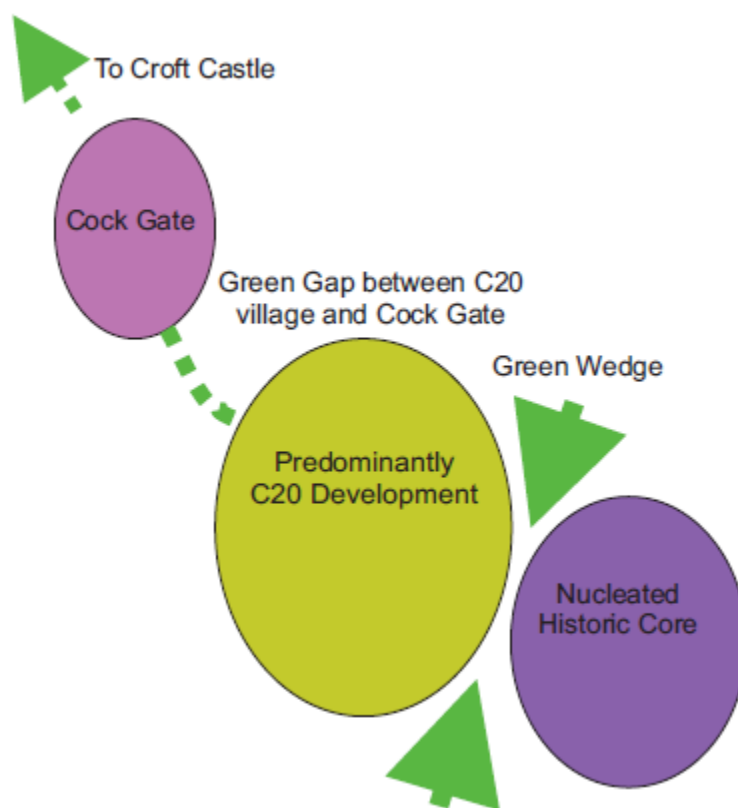 To Croft Castle
Cock Gate
Green Gap between C20
village and Cock Gate
Green Wedge
Predominantly
C20 Development
Nucleated
Historic Core